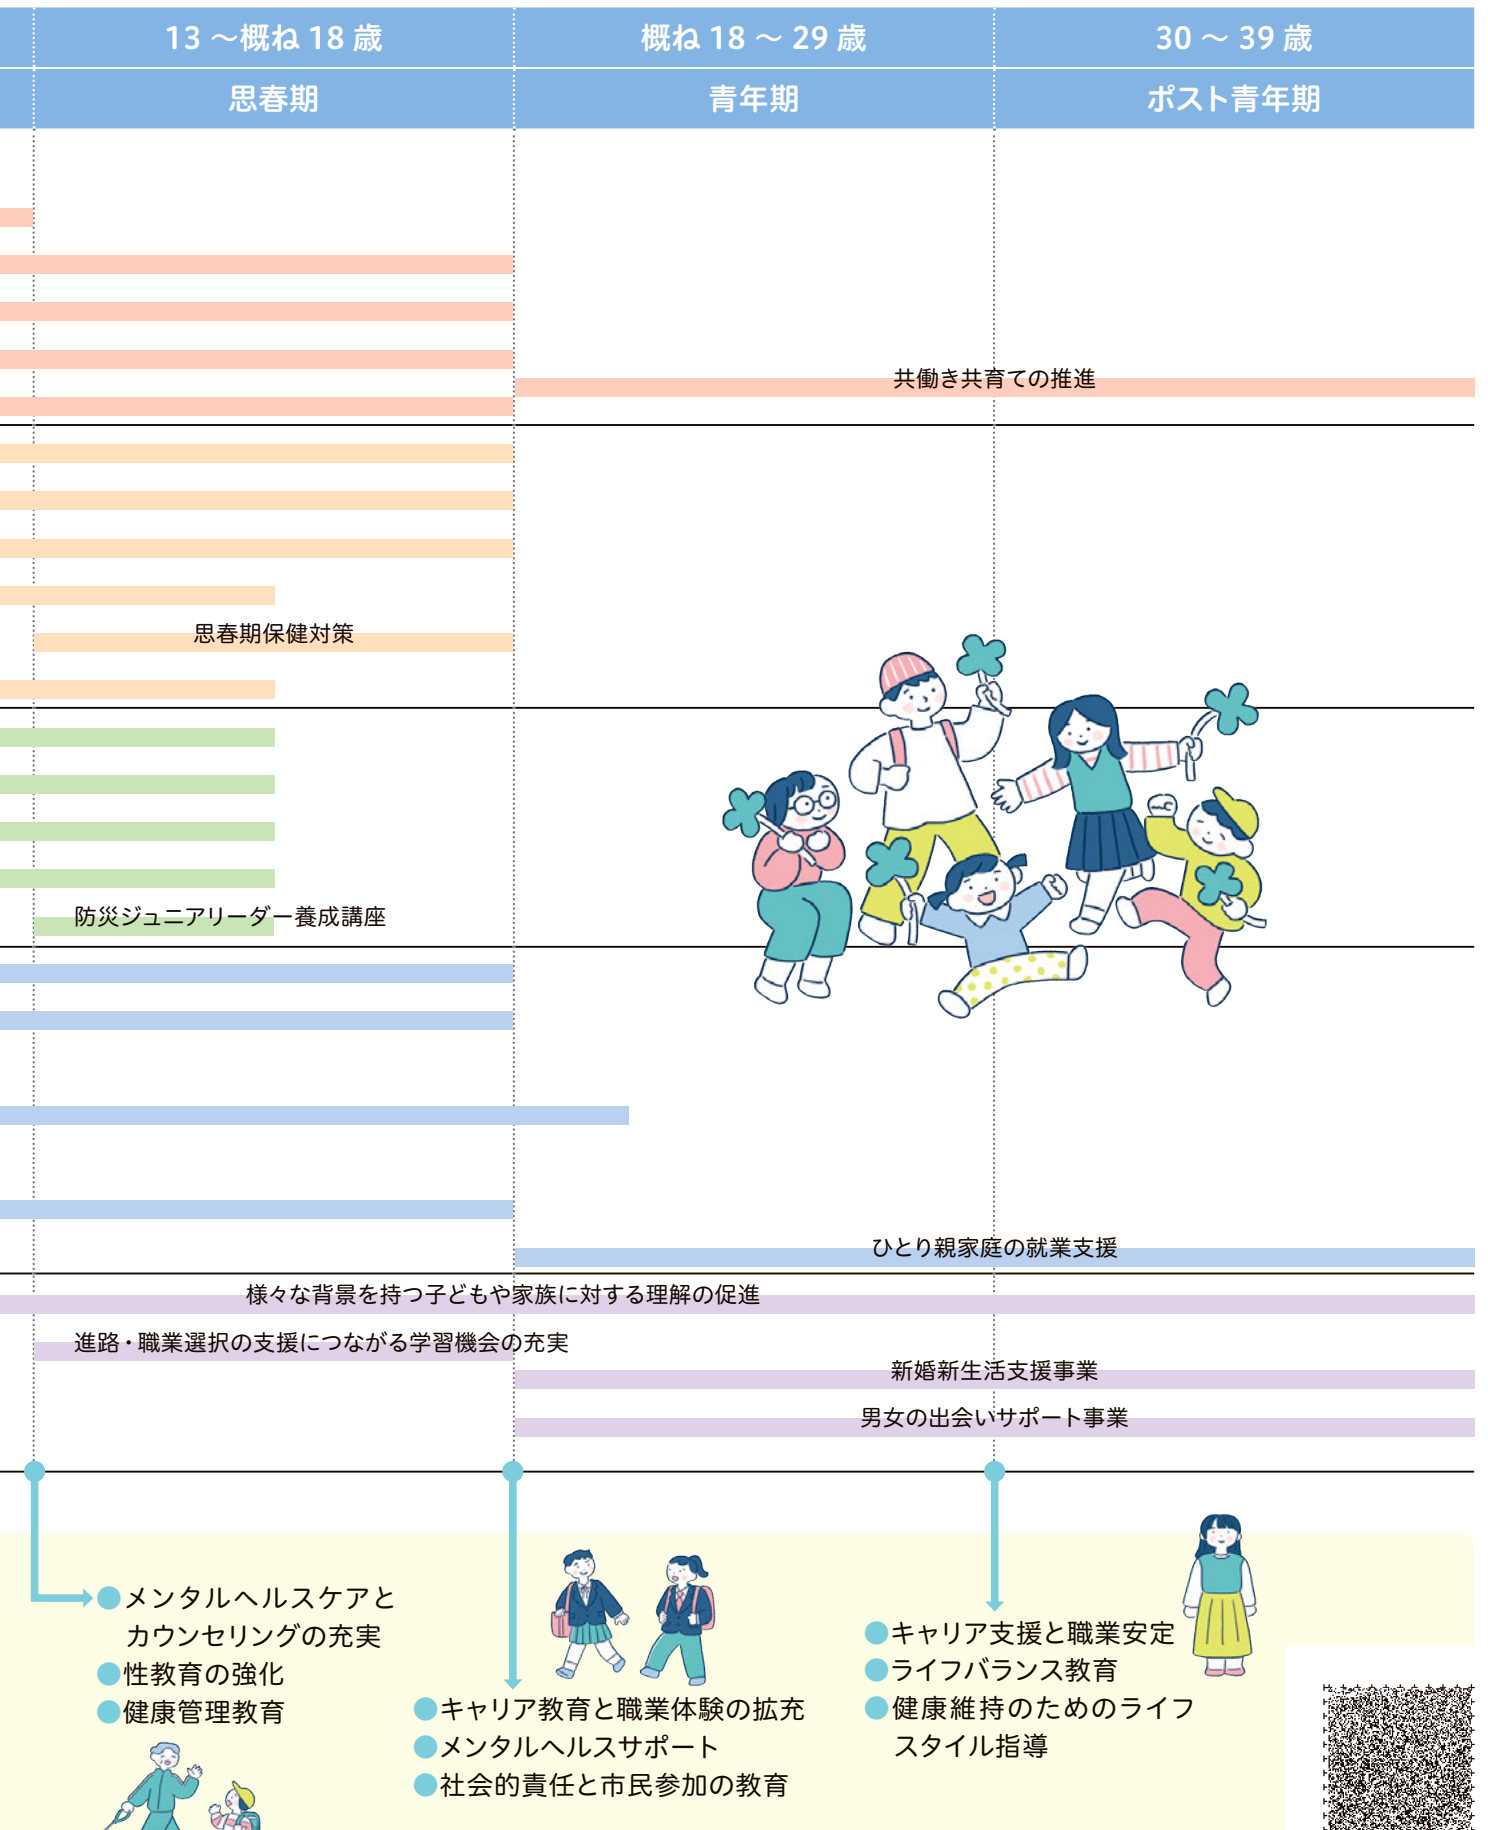 13 ～概ね 18 歳
概ね 18 ～ 29 歳
30 ～ 39 歳
思春期
青年期
ポスト青年期
共働き共育ての推進
思春期保健対策
防災ジュニアリーダー養成講座
ひとり親家庭の就業支援
様々な背景を持つ子どもや家族に対する理解の促進
進路・職業選択の支援につながる学習機会の充実
新婚新生活支援事業
男女の出会いサポート事業
●メンタルヘルスケアと
カウンセリングの充実
●性教育の強化
●健康管理教育
●キャリア教育と職業体験の拡充
●メンタルヘルスサポート
●社会的責任と市民参加の教育
●キャリア支援と職業安定
●ライフバランス教育
●健康維持のためのライフ
スタイル指導